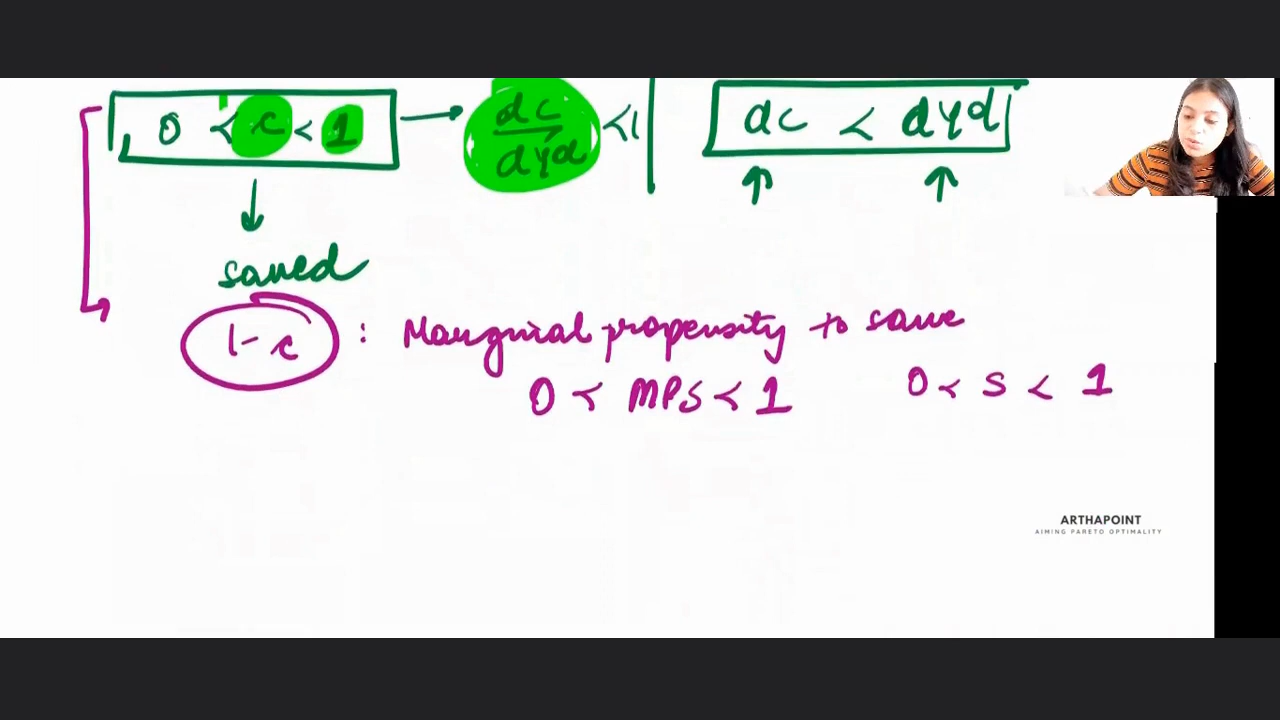 0 < c < 1 → dc/dyd < 1 | dc < dyd
saved
1-c : Marginal propensity to save
0 < MPS < 1 0 < s < 1
ARTHAPOINT
AIMING PARETO OPTIMALITY